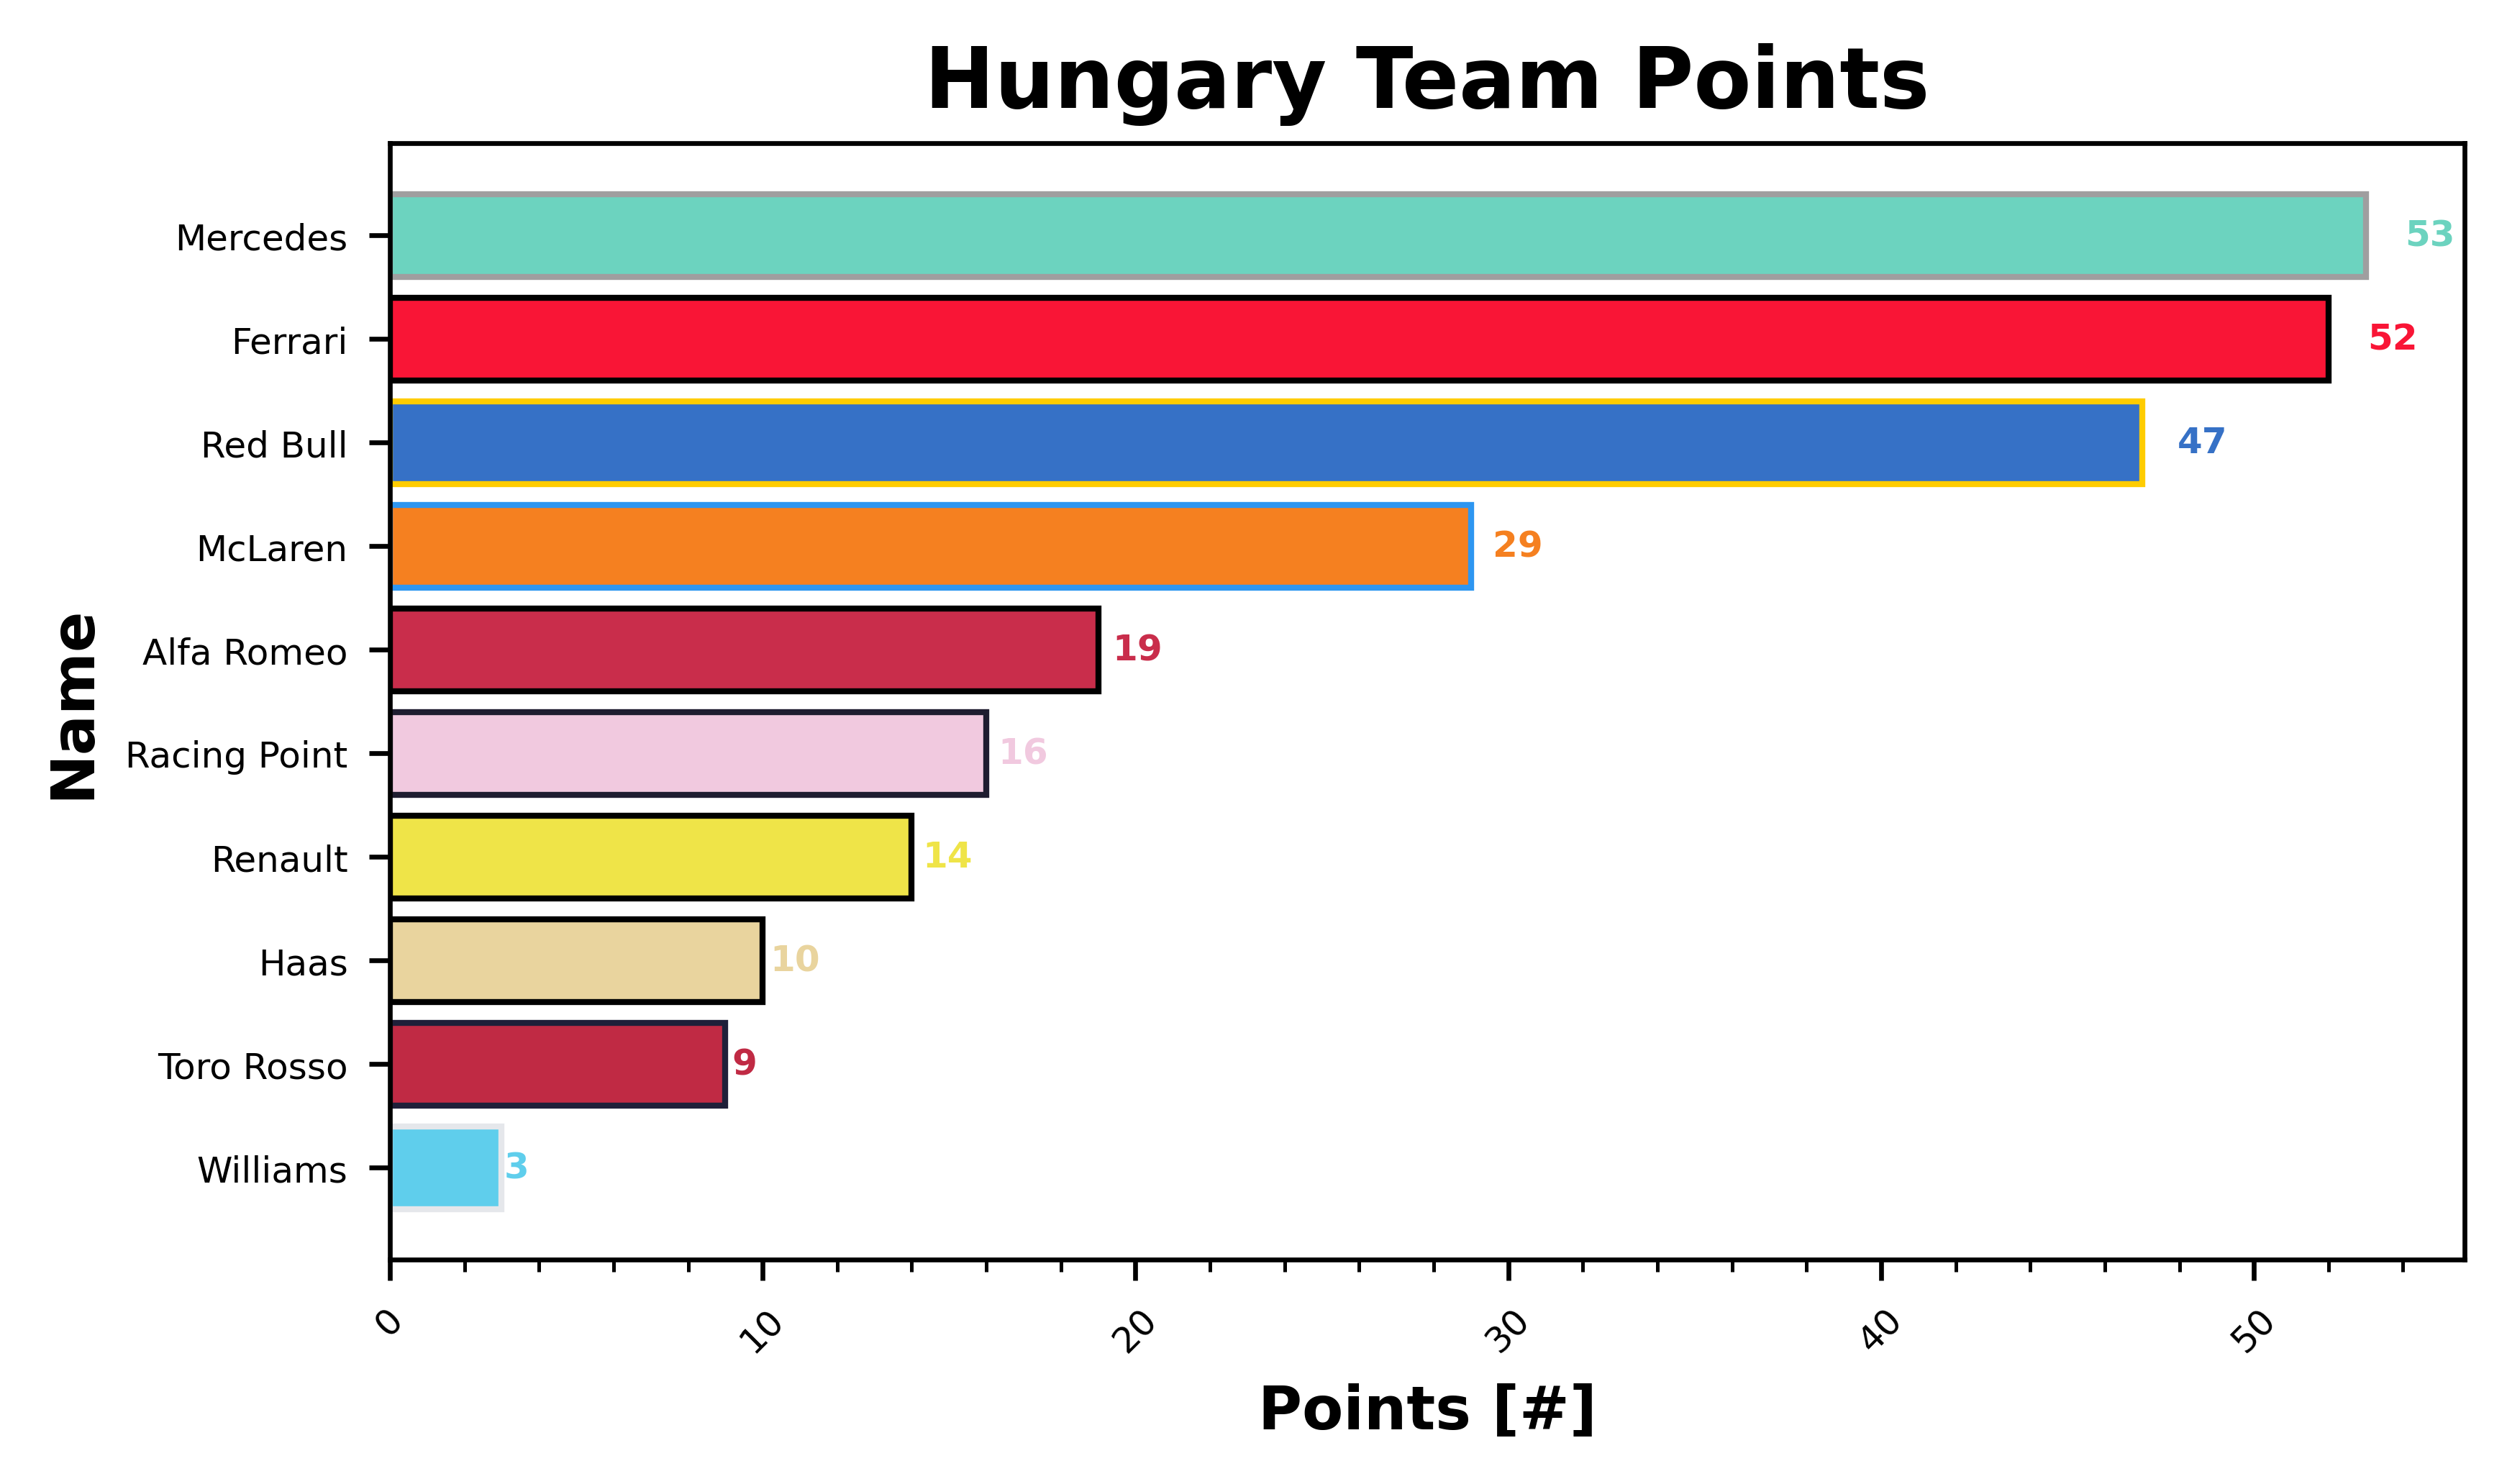 Hungary Team Points
Name
Mercedes 53
Ferrari 52
Red Bull 47
McLaren 29
Alfa Romeo 19
Racing Point 16
Renault 14
Haas 10
Toro Rosso 9
Williams 3
0 10 20 30 40 50
Points [#]